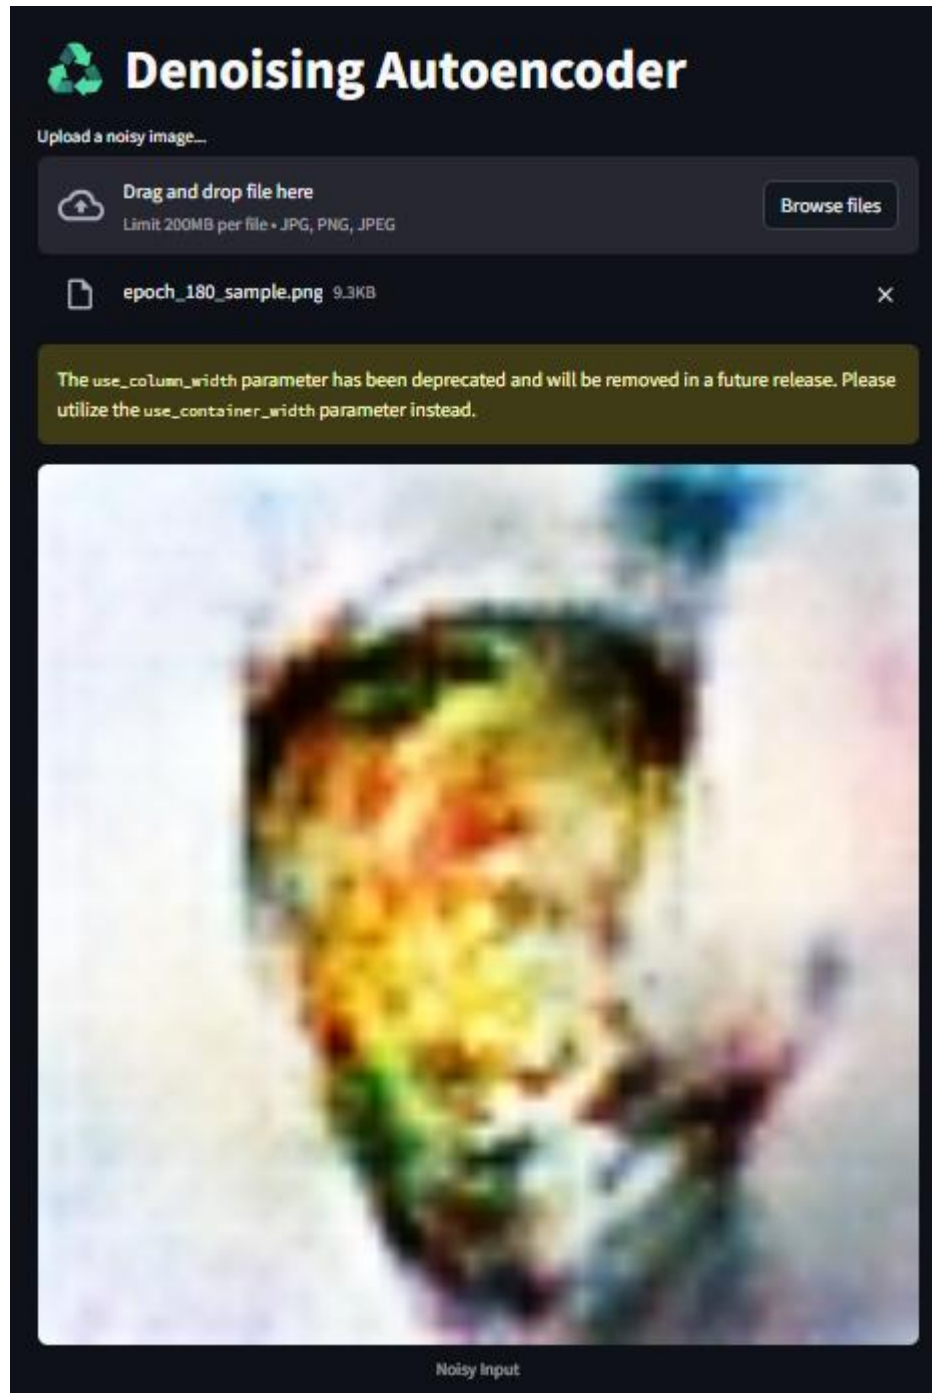 Denoising Autoencoder
Upload a noisy image...
Drag and drop file here
Limit 200MB per file • JPG, PNG, JPEG
Browse files
epoch_180_sample.png 9.3KB
The use_column_width parameter has been deprecated and will be removed in a future release. Please
utilize the use_container_width parameter instead.
Noisy Input